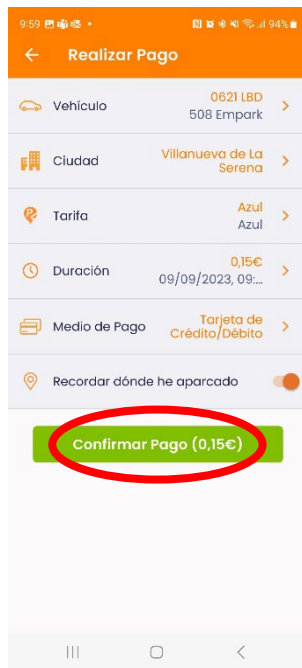 9:59 94%
Realizar Pago
Vehículo
0621 LBD
508 Empark
Ciudad
Villanueva de La
Serena
Tarifa
Azul
Azul
Duración
0,15€
09/09/2023, 09:...
Medio de Pago
Tarjeta de
Crédito/Débito
Recordar dónde he aparcado
Confirmar Pago (0,15€)